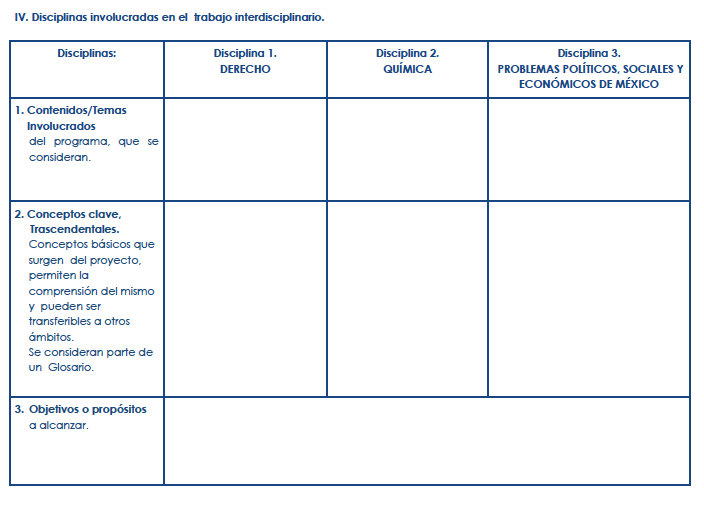 IV. Disciplinas involucradas en el trabajo interdisciplinario.
Disciplinas:
Disciplina 1.
DERECHO
Disciplina 2.
QUÍMICA
Disciplina 3.
PROBLEMAS POLÍTICOS, SOCIALES Y
ECONÓMICOS DE MÉXICO
1. Contenidos/Temas
Involucrados
del programa, que se
consideran.
2. Conceptos clave,
Trascendentales.
Conceptos básicos que
surgen del proyecto,
permiten la
comprensión del mismo
y pueden ser
transferibles a otros
ámbitos.
Se consideran parte de
un Glosario.
3. Objetivos o propósitos
a alcanzar.